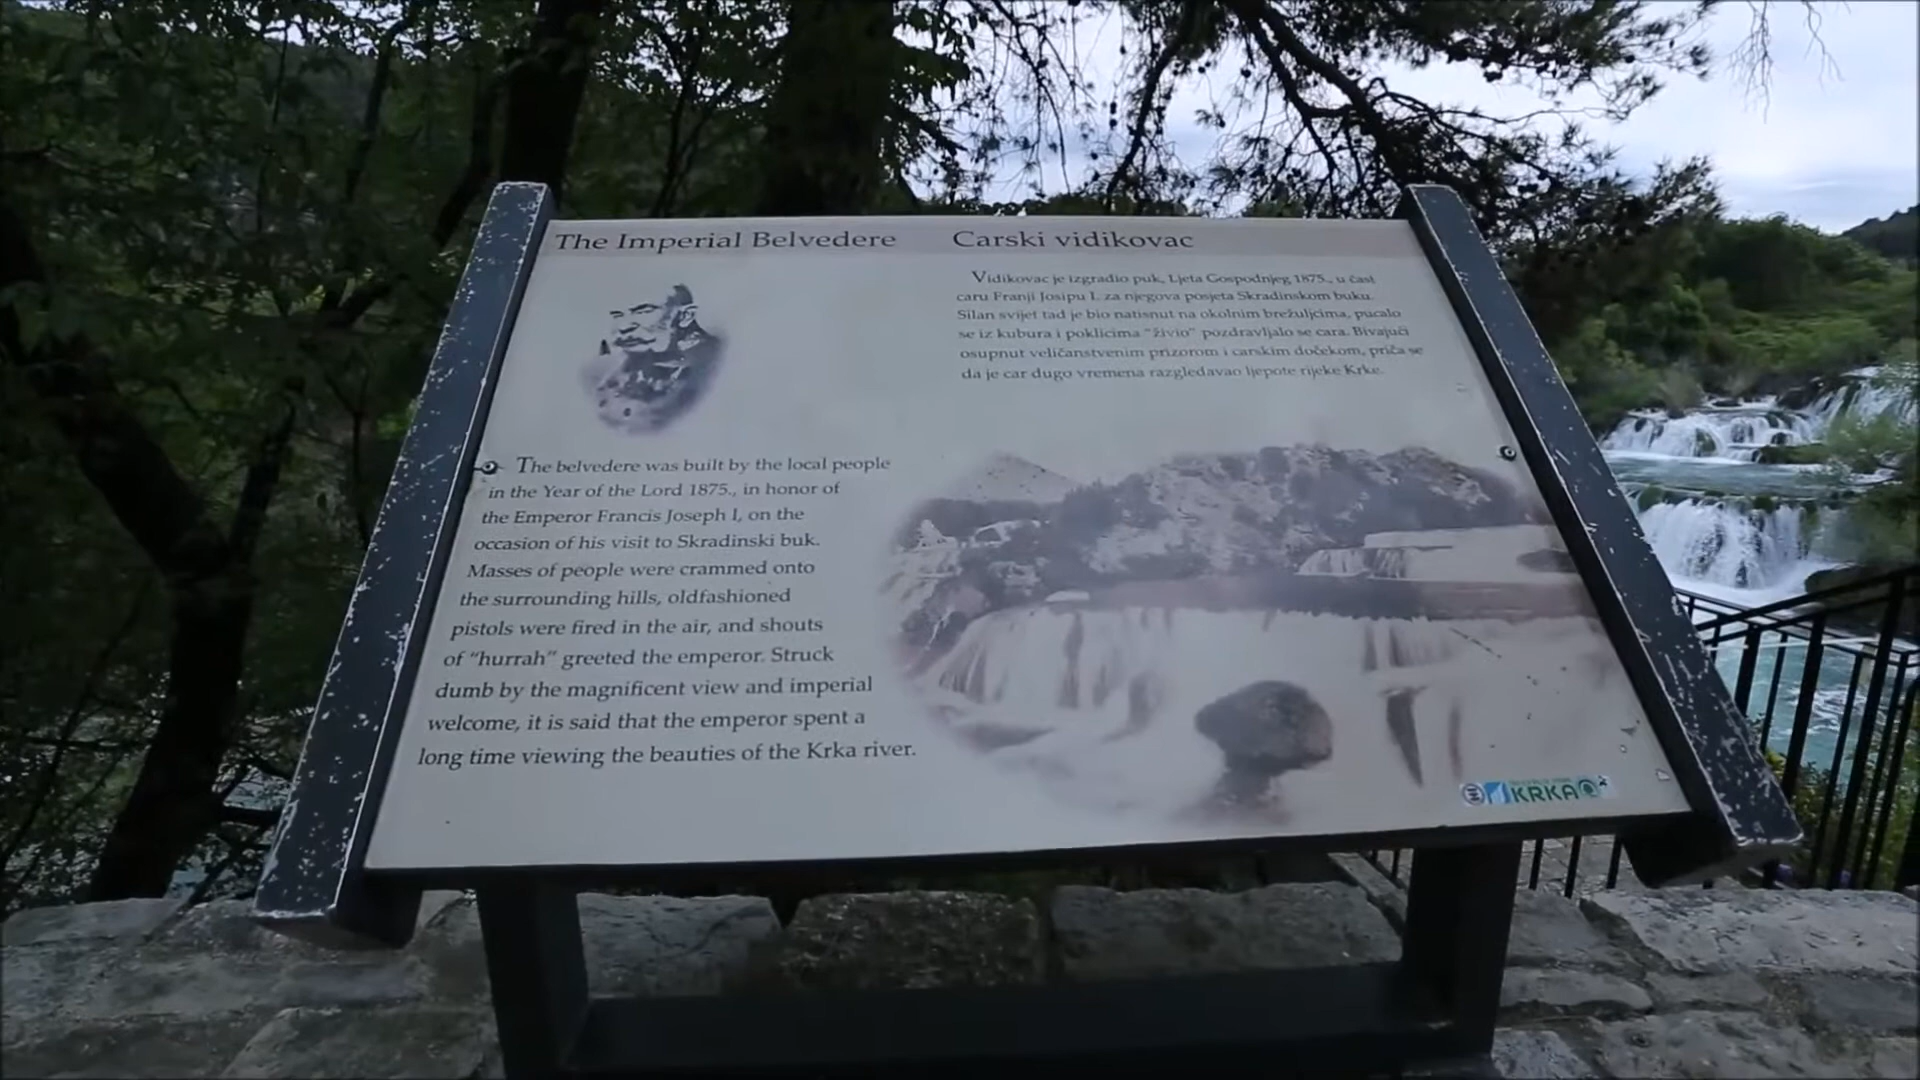 The Imperial Belvedere
The belvedere was built by the local people
in the Year of the Lord 1875., in honor of
the Emperor Francis Joseph I, on the
occasion of his visit to Skradinski buk.
Masses of people were crammed onto
the surrounding hills, oldfashioned
pistols were fired in the air, and shouts
of "hurrah" greeted the emperor. Struck
dumb by the magnificent view and imperial
welcome, it is said that the emperor spent a
long time viewing the beauties of the Krka river.
Carski vidikovac
Vidikovac je izgradio puk, Ljeta Gospodnjeg 1875., u čast
caru Franji Josipu I. za njegova posjeta Skradinskom buku.
Silan svijet tad je bio natisnut na okolnim brežuljcima, pucalo
se iz kubura i poklicima "živio" pozdravljalo se cara. Bivajući
osupnut veličanstvenim prizorom i carskim dočekom, priča se
da je car dugo vremena razgledavao ljepote rijeke Krke.
KRKA